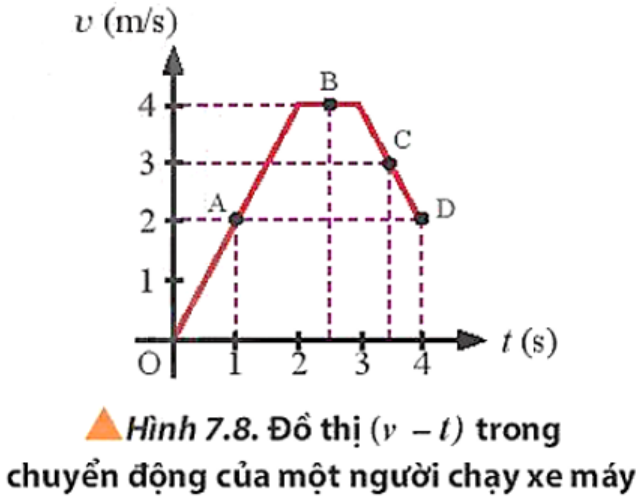 v (m/s)
B
4
C
3
A
D
2
1
O
1
2
3
4
t (s)
Hình 7.8. Đồ thị (v – t) trong
chuyển động của một người chạy xe máy